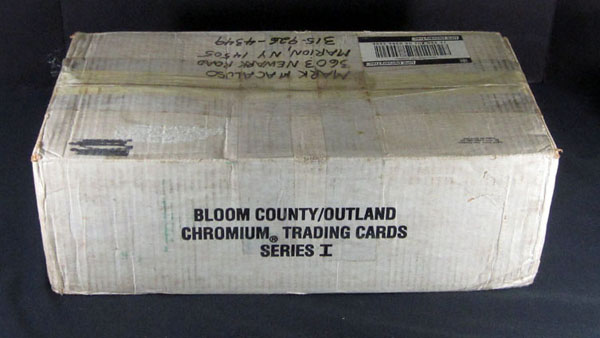 MARK MACALUSO
3603 NEWARK ROAD
MARION, NY 14505
315-926-4349
BLOOM COUNTY/OUTLAND
CHROMIUM® TRADING CARDS
SERIES I